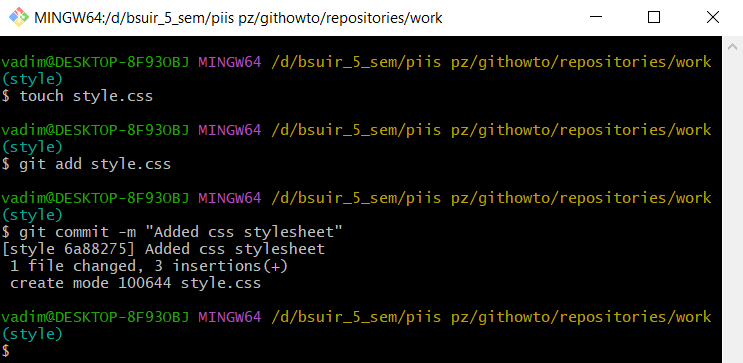 MINGW64:/d/bsuir_5_sem/piis pz/githowto/repositories/work
vadim@DESKTOP-8F93OBJ MINGW64 /d/bsuir_5_sem/piis pz/githowto/repositories/work
(style)
$ touch style.css
vadim@DESKTOP-8F93OBJ MINGW64 /d/bsuir_5_sem/piis pz/githowto/repositories/work
(style)
$ git add style.css
vadim@DESKTOP-8F93OBJ MINGW64 /d/bsuir_5_sem/piis pz/githowto/repositories/work
(style)
$ git commit -m "Added css stylesheet"
[style 6a88275] Added css stylesheet
 1 file changed, 3 insertions(+)
 create mode 100644 style.css
vadim@DESKTOP-8F93OBJ MINGW64 /d/bsuir_5_sem/piis pz/githowto/repositories/work
(style)
$